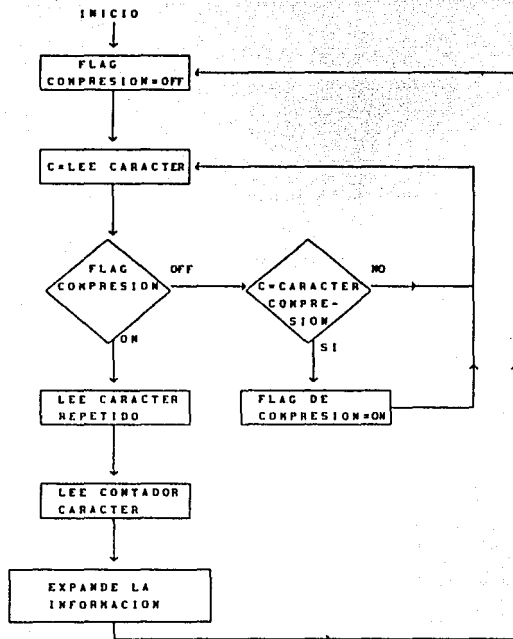 INICIO
FLAG
COMPRESION=OFF
C=LEE CARACTER
FLAG
COMPRESION
OFF
C=CARACTER
COMPRE-
SION
NO
ON
SI
LEE CARACTER
REPETIDO
FLAG DE
COMPRESION=ON
LEE CONTADOR
CARACTER
EXPANDE LA
INFORMACION